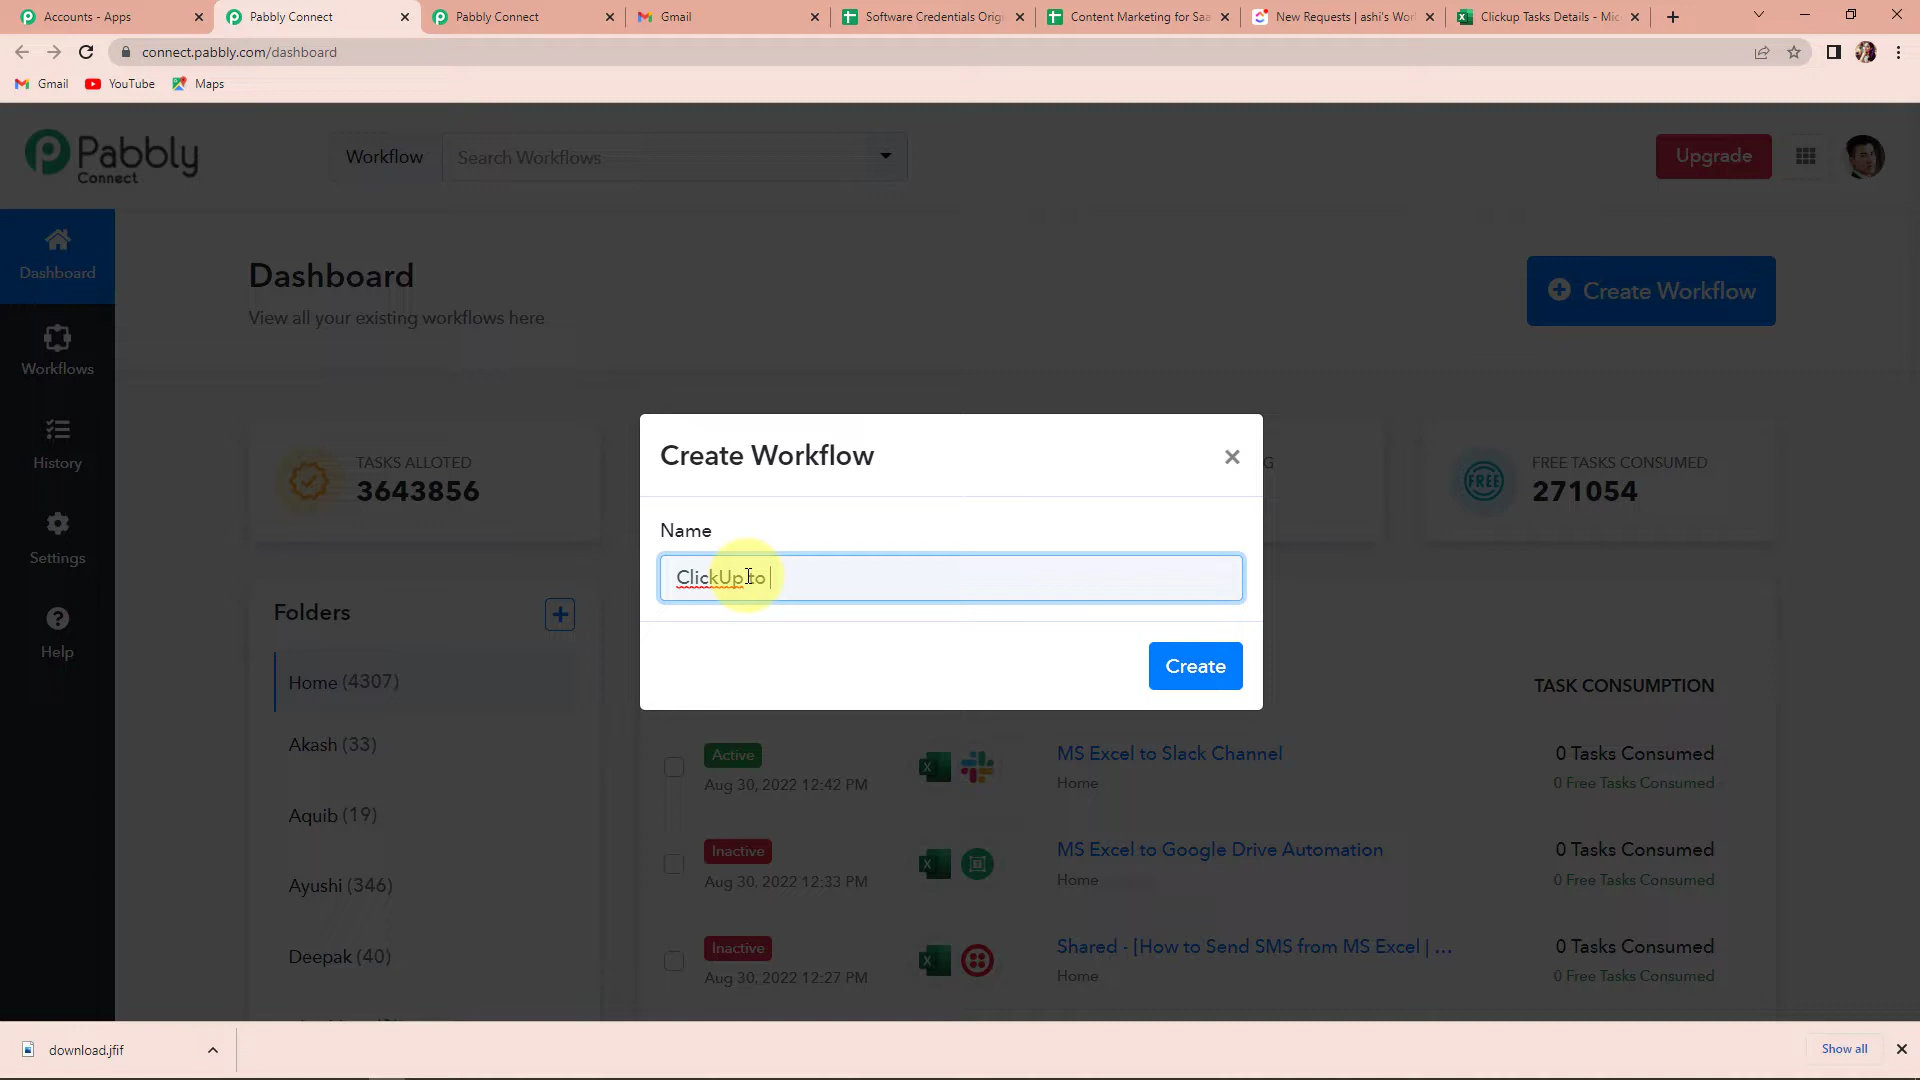 Accounts - Apps
Pabbly Connect
Pabbly Connect
Gmail
Software Credentials Orig
Content Marketing for Saa
New Requests | ashi's Work
Clickup Tasks Details - Mic
connect.pabbly.com/dashboard
Gmail
YouTube
Maps
Pabbly
Connect
Workflow
Search Workflows
Upgrade
Dashboard
Workflows
History
Settings
Help
Dashboard
View all your existing workflows here
Create Workflow
TASKS ALLOTED
3643856
G
FREE TASKS CONSUMED
FREE
271054
Create Workflow
×
Name
ClickUp to
Create
Folders
Home (4307)
Akash (33)
Aquib (19)
Ayushi (346)
Deepak (40)
TASK CONSUMPTION
Active
Aug 30, 2022 12:42 PM
MS Excel to Slack Channel
Home
0 Tasks Consumed
0 Free Tasks Consumed
Inactive
Aug 30, 2022 12:33 PM
MS Excel to Google Drive Automation
Home
0 Tasks Consumed
0 Free Tasks Consumed
Inactive
Aug 30, 2022 12:27 PM
Shared - [How to Send SMS from MS Excel | ...
Home
0 Tasks Consumed
0 Free Tasks Consumed
download.jfif
Show all